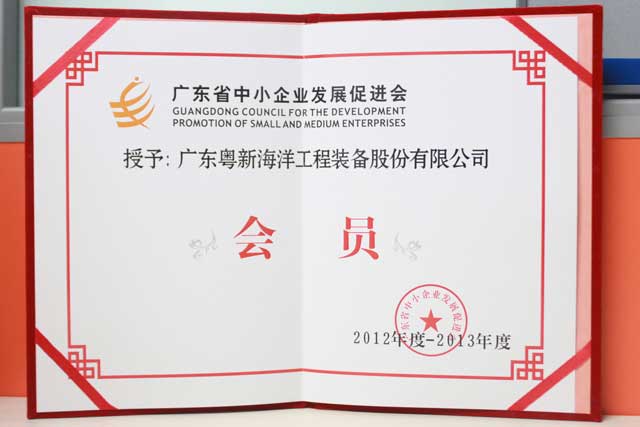 广东省中小企业发展促进会
GUANGDONG COUNCIL FOR THE DEVELOPMENT
PROMOTION OF SMALL AND MEDIUM ENTERPRISES
授予：广东粤新海洋工程装备股份有限公司
会 员
广东省中小企业发展促进会
2012年度-2013年度